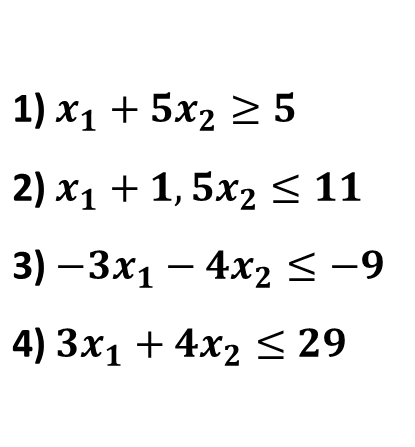 1) x₁ + 5x₂ ≥ 5
2) x₁ + 1, 5x₂ ≤ 11
3) −3x₁ − 4x₂ ≤ −9
4) 3x₁ + 4x₂ ≤ 29